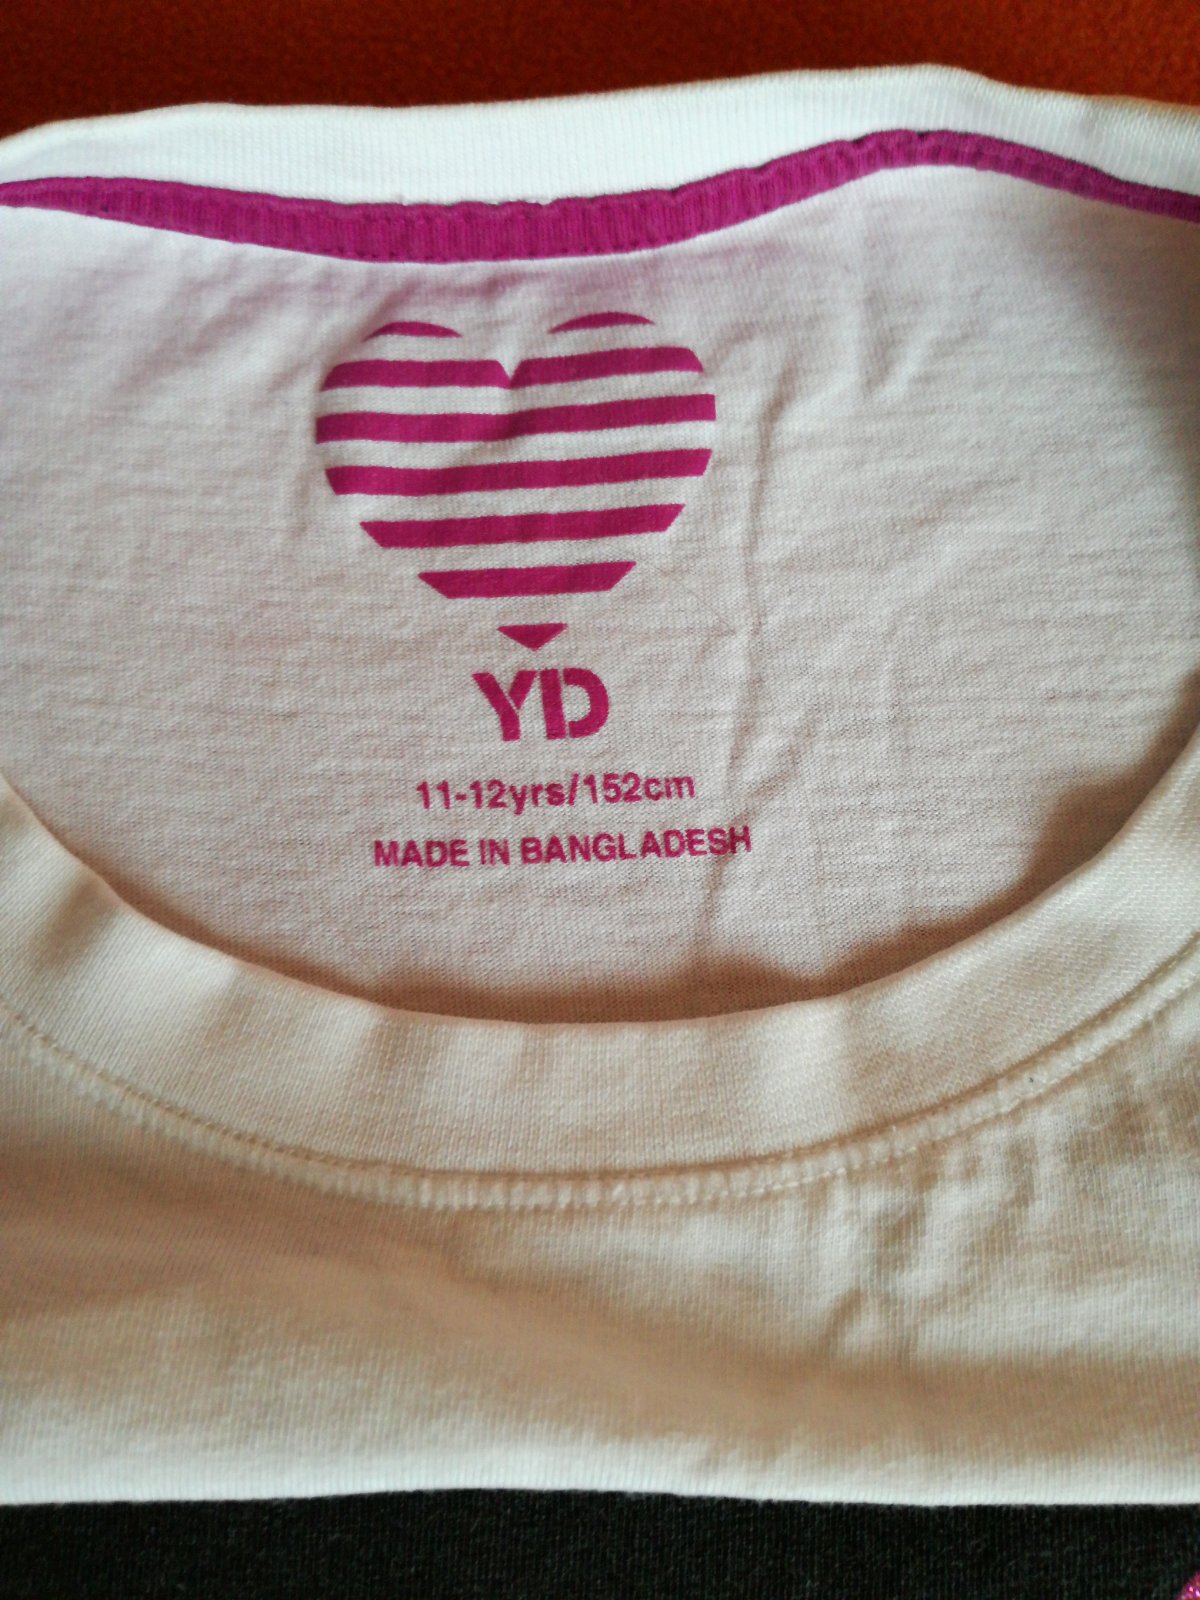 YD
11-12yrs/152cm
MADE IN BANGLADESH